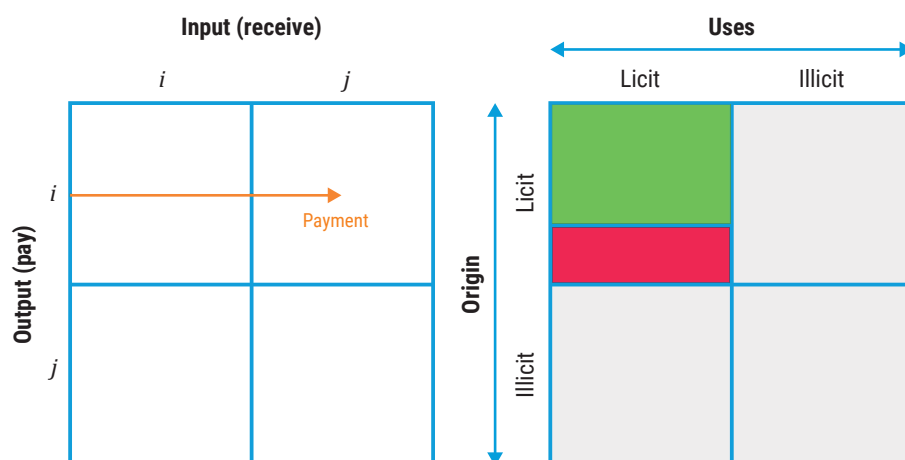 Input (receive)
i
j
Output (pay)
i
j
Payment
Uses
Licit
Illicit
Origin
Licit
Illicit